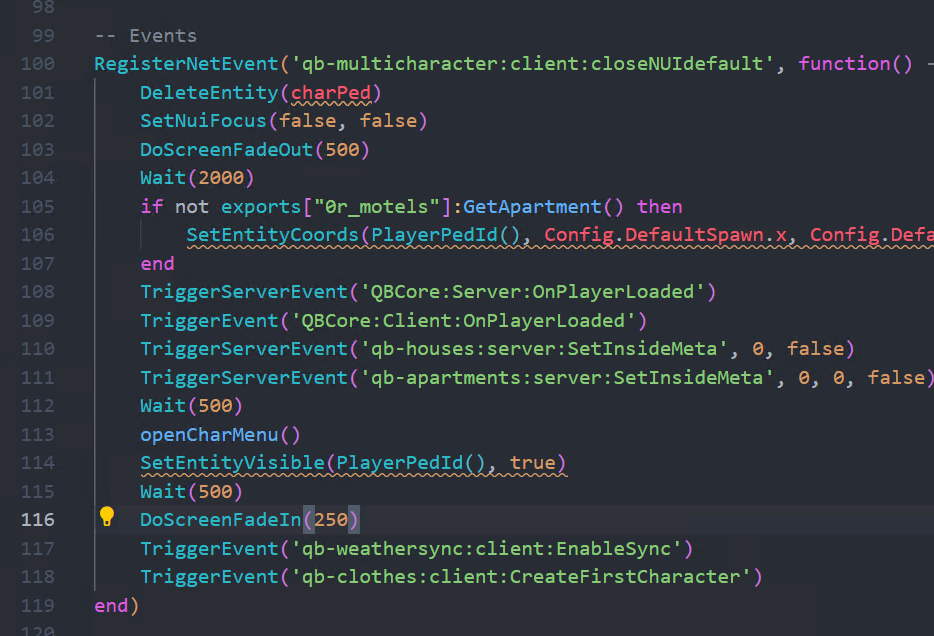 98
99 -- Events
100 RegisterNetEvent('qb-multicharacter:client:closeNUIdefault', function() -
101 DeleteEntity(charPed)
102 SetNuiFocus(false, false)
103 DoScreenFadeOut(500)
104 Wait(2000)
105 if not exports["0r_motels"]:GetApartment() then
106 SetEntityCoords(PlayerPedId(), Config.DefaultSpawn.x, Config.Defa
107 end
108 TriggerServerEvent('QBCore:Server:OnPlayerLoaded')
109 TriggerEvent('QBCore:Client:OnPlayerLoaded')
110 TriggerServerEvent('qb-houses:server:SetInsideMeta', 0, false)
111 TriggerServerEvent('qb-apartments:server:SetInsideMeta', 0, 0, false)
112 Wait(500)
113 openCharMenu()
114 SetEntityVisible(PlayerPedId(), true)
115 Wait(500)
116 DoScreenFadeIn(250)
117 TriggerEvent('qb-weathersync:client:EnableSync')
118 TriggerEvent('qb-clothes:client:CreateFirstCharacter')
119 end)
120